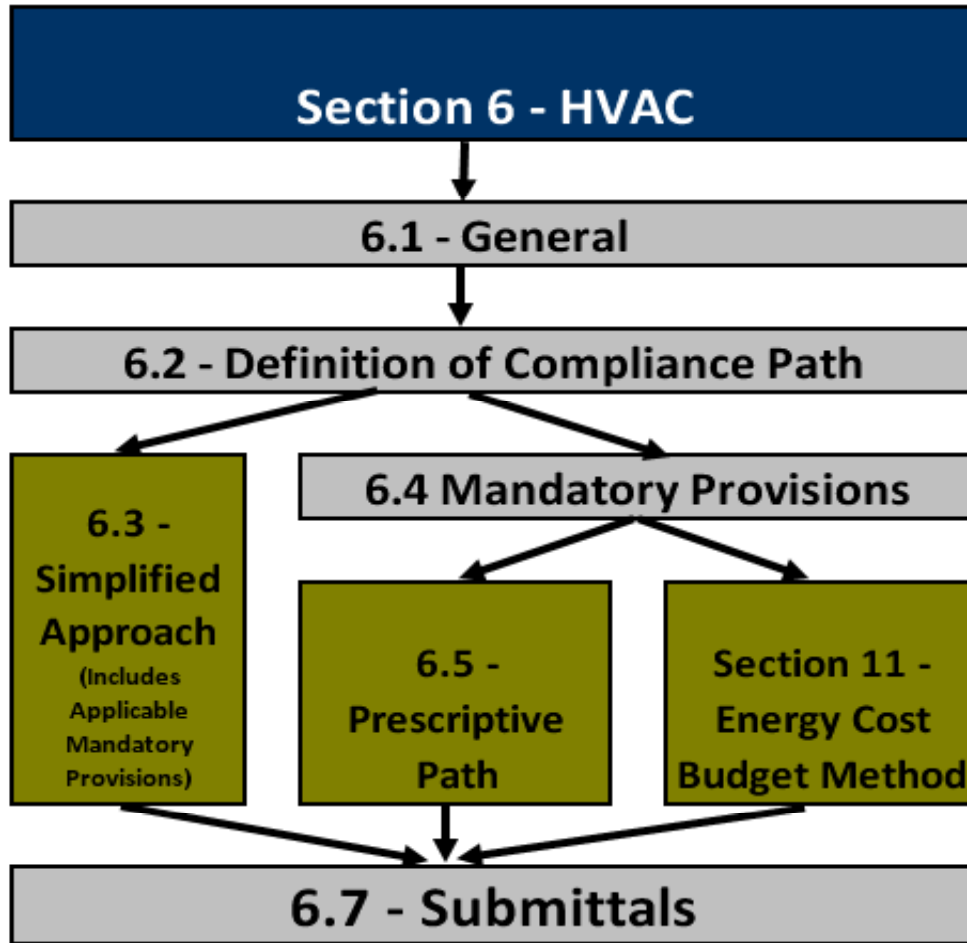 Section 6 - HVAC
6.1 - General
6.2 - Definition of Compliance Path
6.3 -
Simplified
Approach
(Includes
Applicable
Mandatory
Provisions)
6.4 Mandatory Provisions
6.5 -
Prescriptive
Path
Section 11 -
Energy Cost
Budget Method
6.7 - Submittals